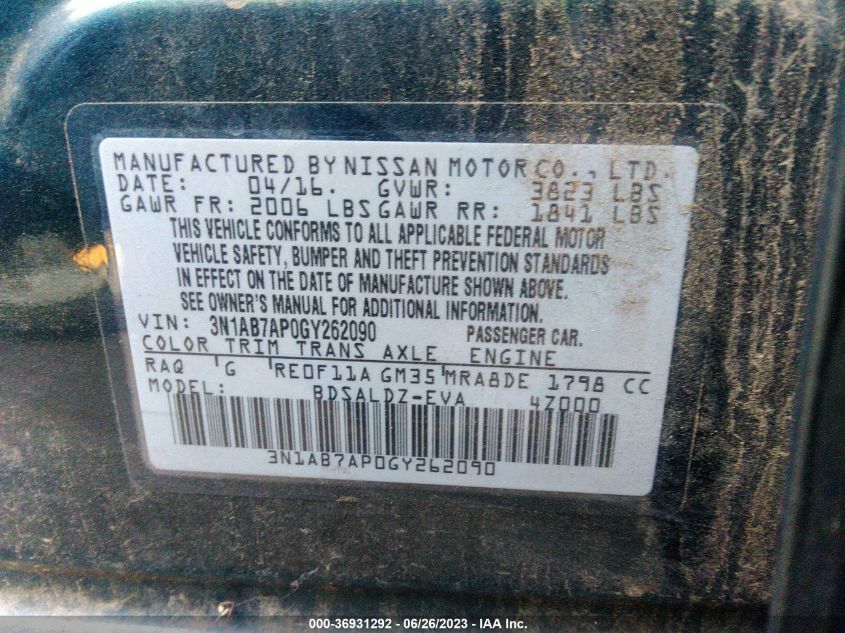 MANUFACTURED BY NISSAN MOTOR CO., LTD.
DATE: 04/16. GVWR: 3823 LBS
GAWR FR: 2006 LBS GAWR RR: 1841 LBS
THIS VEHICLE CONFORMS TO ALL APPLICABLE FEDERAL MOTOR
VEHICLE SAFETY, BUMPER AND THEFT PREVENTION STANDARDS
IN EFFECT ON THE DATE OF MANUFACTURE SHOWN ABOVE.
SEE OWNER'S MANUAL FOR ADDITIONAL INFORMATION.
VIN: 3N1AB7AP0GY262090 PASSENGER CAR.
COLOR TRIM TRANS AXLE ENGINE
RAQ G RE0F11A GM35 MRA8DE 1798 CC
MODEL: BDSALDZ-EVA 4Z000
3N1AB7AP0GY262090
000-36931292 - 06/26/2023 - IAA Inc.